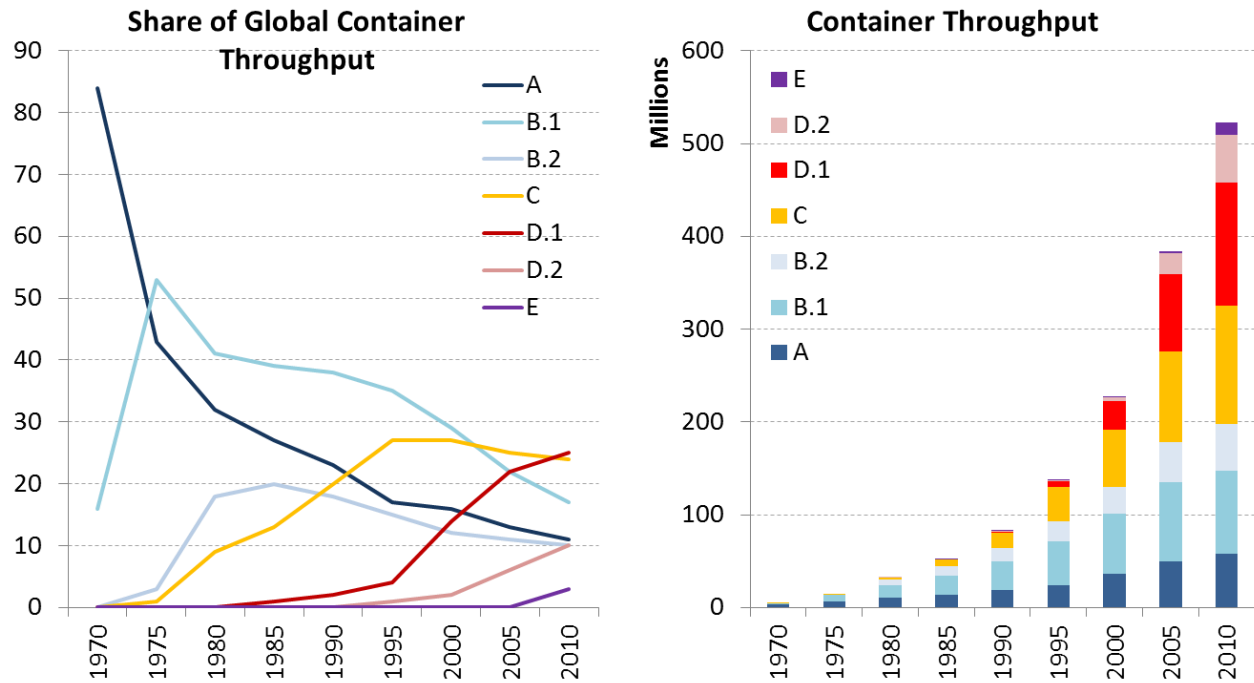 Share of Global Container
Throughput
90
80
70
60
50
40
30
20
10
0
A
B.1
B.2
C
D.1
D.2
E
1970
1975
1980
1985
1990
1995
2000
2005
2010
Container Throughput
Millions
600
500
400
300
200
100
0
E
D.2
D.1
C
B.2
B.1
A
1970
1975
1980
1985
1990
1995
2000
2005
2010